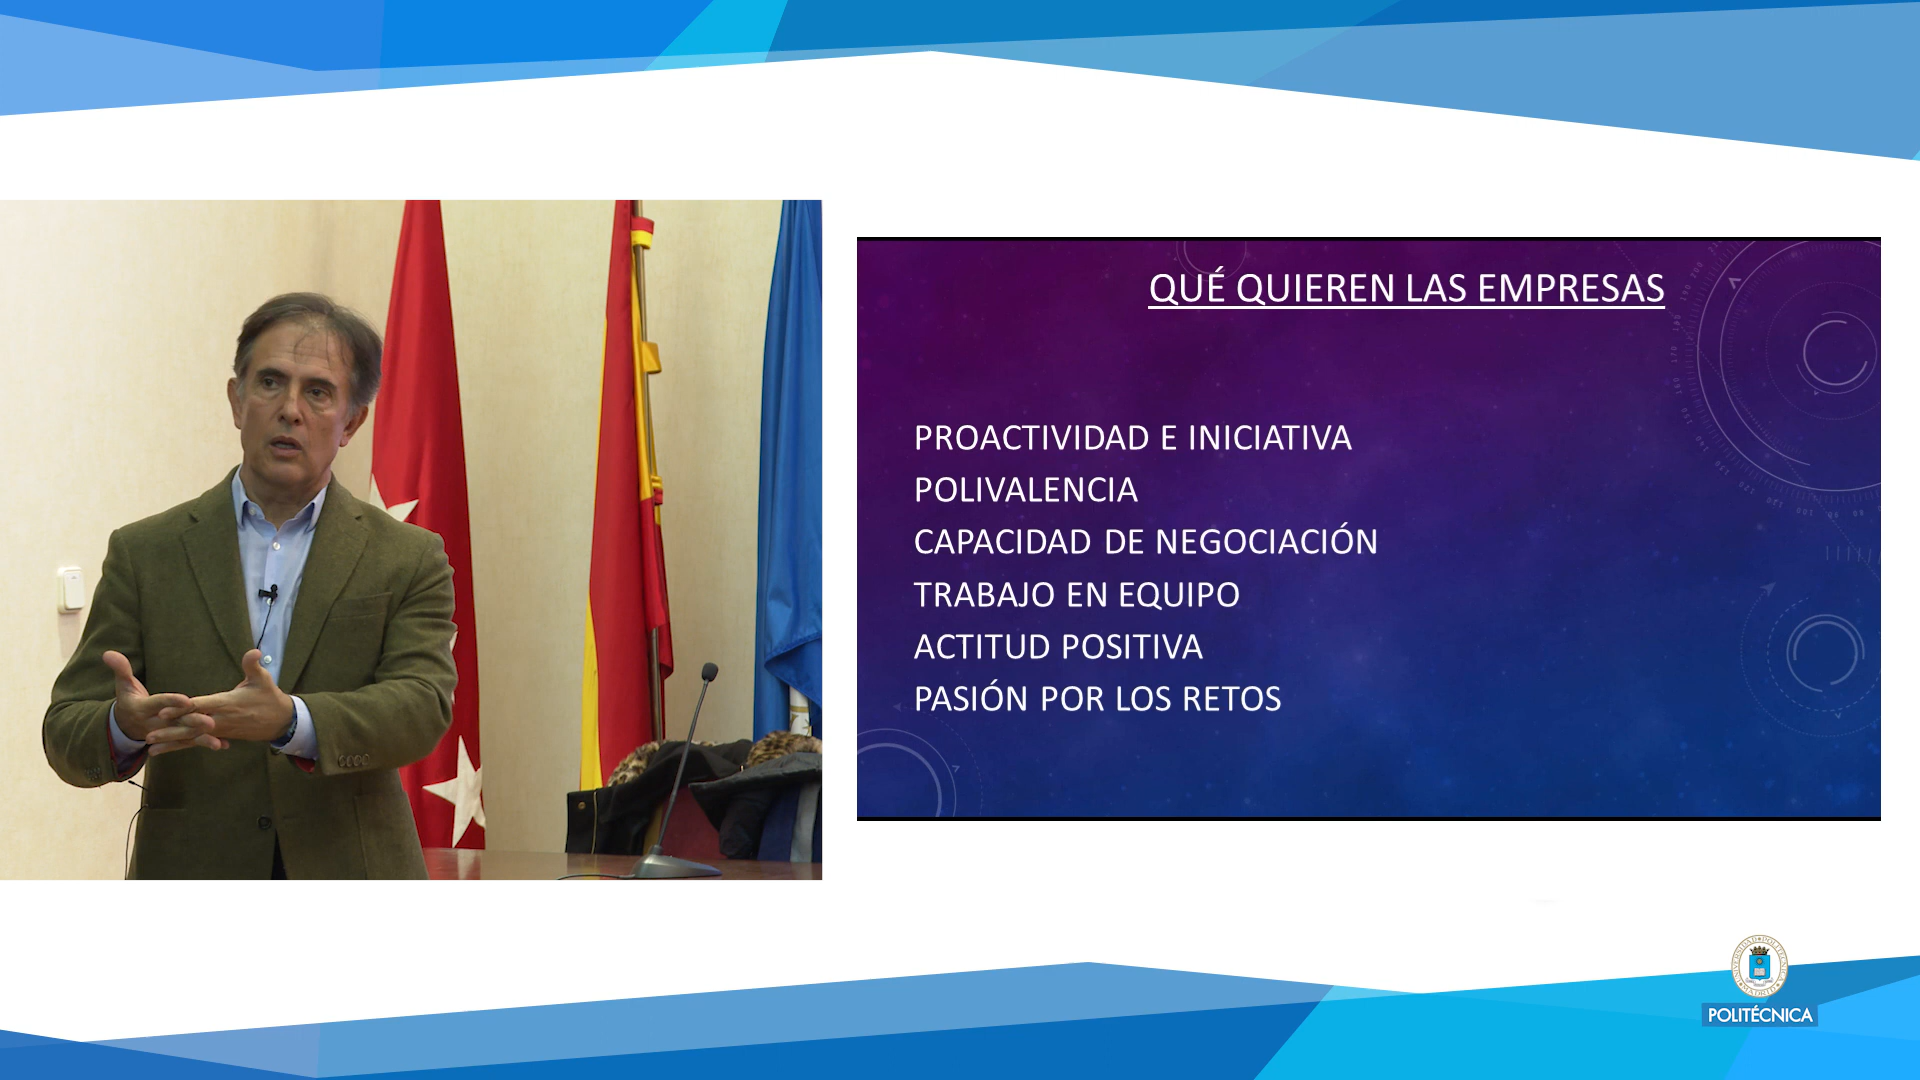 QUÉ QUIEREN LAS EMPRESAS
PROACTIVIDAD E INICIATIVA
POLIVALENCIA
CAPACIDAD DE NEGOCIACIÓN
TRABAJO EN EQUIPO
ACTITUD POSITIVA
PASIÓN POR LOS RETOS
POLITÉCNICA